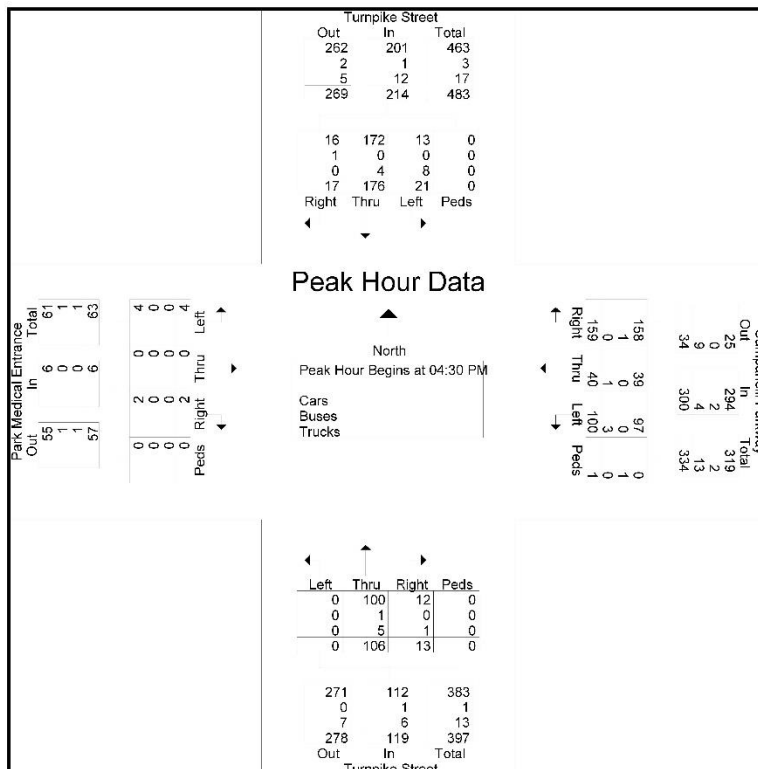 Turnpike Street
Out In Total
262 201 463
2 1 3
5 12 17
269 214 483
16 172 13 0
1 0 0 0
0 4 8 0
17 176 21 0
Right Thru Left Peds
Park Medical Entrance
Out In Total
55 6 61
1 0 1
1 0 1
57 6 63
0 2 0 4
0 0 0 0
0 0 0 0
0 2 0 4
Peds Right Thru Left
Peak Hour Data
North
Peak Hour Begins at 04:30 PM
Cars
Buses
Trucks
Out In Total
25 294 319
0 2 2
9 4 13
34 300 334
158 39 97 0
1 0 0 1
0 1 3 0
159 40 100 1
Right Thru Left Peds
Left Thru Right Peds
0 100 12 0
0 1 0 0
0 5 1 0
0 106 13 0
271 112 383
0 1 1
7 6 13
278 119 397
Out In Total
Turnpike Street